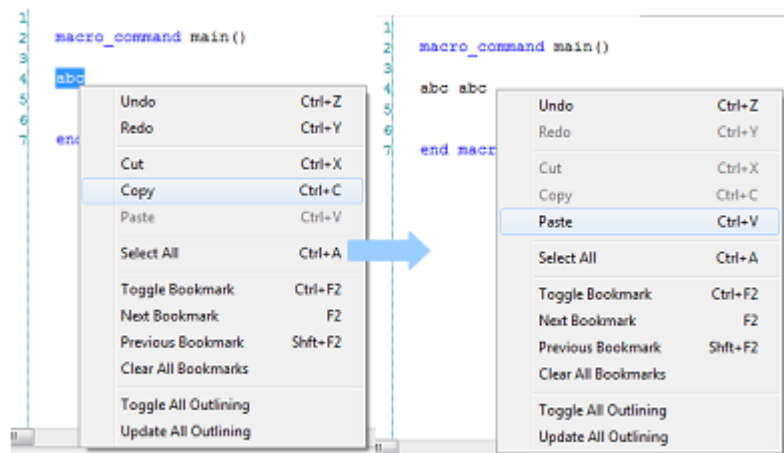 1
2 macro_command main()
3
4 abc
5
6
7 end
Undo Ctrl+Z
Redo Ctrl+Y
Cut Ctrl+X
Copy Ctrl+C
Paste Ctrl+V
Select All Ctrl+A
Toggle Bookmark Ctrl+F2
Next Bookmark F2
Previous Bookmark Shft+F2
Clear All Bookmarks
Toggle All Outlining
Update All Outlining
1
2 macro_command main()
3
4 abc abc
5
6
7 end macr
Undo Ctrl+Z
Redo Ctrl+Y
Cut Ctrl+X
Copy Ctrl+C
Paste Ctrl+V
Select All Ctrl+A
Toggle Bookmark Ctrl+F2
Next Bookmark F2
Previous Bookmark Shft+F2
Clear All Bookmarks
Toggle All Outlining
Update All Outlining